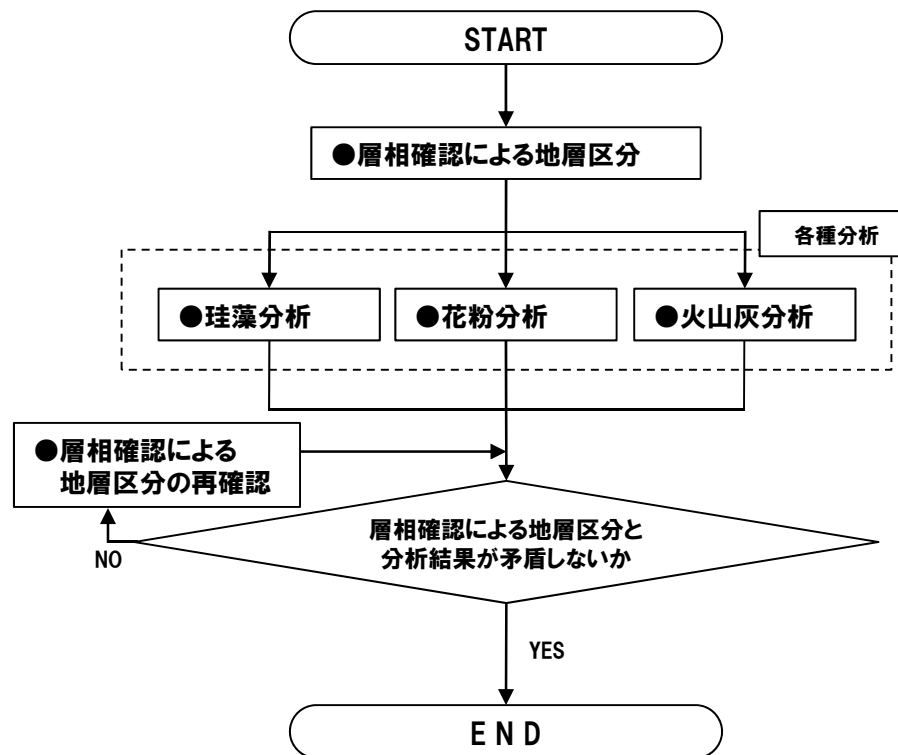 START
●層相確認による地層区分
各種分析
●珪藻分析
●花粉分析
●火山灰分析
●層相確認による
地層区分の再確認
層相確認による地層区分と
分析結果が矛盾しないか
NO
YES
END